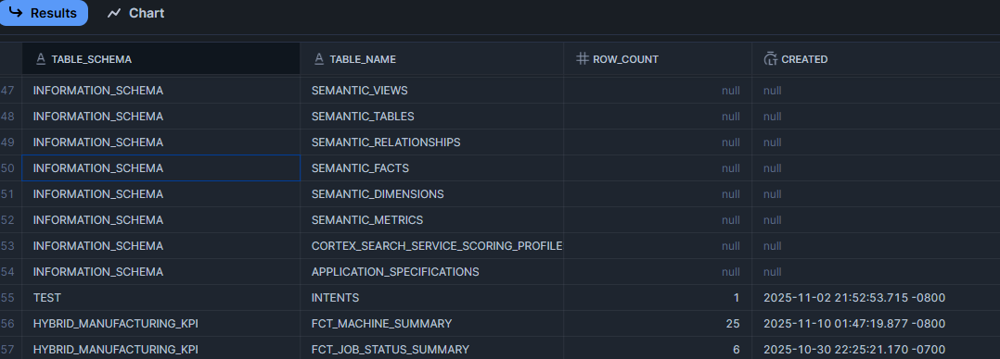 Results Chart
TABLE_SCHEMA TABLE_NAME ROW_COUNT CREATED
47 INFORMATION_SCHEMA SEMANTIC_VIEWS null null
48 INFORMATION_SCHEMA SEMANTIC_TABLES null null
49 INFORMATION_SCHEMA SEMANTIC_RELATIONSHIPS null null
50 INFORMATION_SCHEMA SEMANTIC_FACTS null null
51 INFORMATION_SCHEMA SEMANTIC_DIMENSIONS null null
52 INFORMATION_SCHEMA SEMANTIC_METRICS null null
53 INFORMATION_SCHEMA CORTEX_SEARCH_SERVICE_SCORING_PROFILE null null
54 INFORMATION_SCHEMA APPLICATION_SPECIFICATIONS null null
55 TEST INTENTS 1 2025-11-02 21:52:53.715 -0800
56 HYBRID_MANUFACTURING_KPI FCT_MACHINE_SUMMARY 25 2025-11-10 01:47:19.877 -0800
57 HYBRID_MANUFACTURING_KPI FCT_JOB_STATUS_SUMMARY 6 2025-10-30 22:25:21.170 -0700